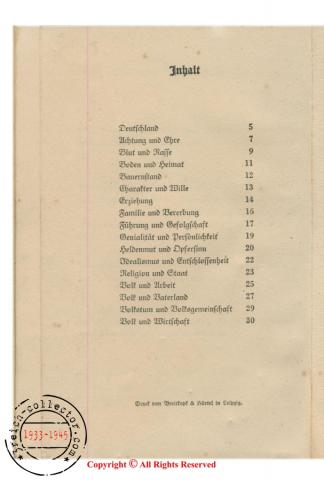 Inhalt
Deutschland 5
Achtung und Ehre 7
Blut und Rasse 9
Boden und Heimat 11
Bauernstand 12
Charakter und Wille 13
Erziehung 14
Familie und Vererbung 16
Führung und Gefolgschaft 17
Genialität und Persönlichkeit 19
Heldenmut und Opfersinn 20
Idealismus und Entschlossenheit 22
Religion und Staat 23
Volk und Arbeit 25
Volk und Vaterland 27
Volkstum und Volksgemeinschaft 29
Volk und Wirtschaft 30
Druck von Breitkopf & Härtel in Leipzig.
reich-collector.com
1933-1945
Copyright © All Rights Reserved